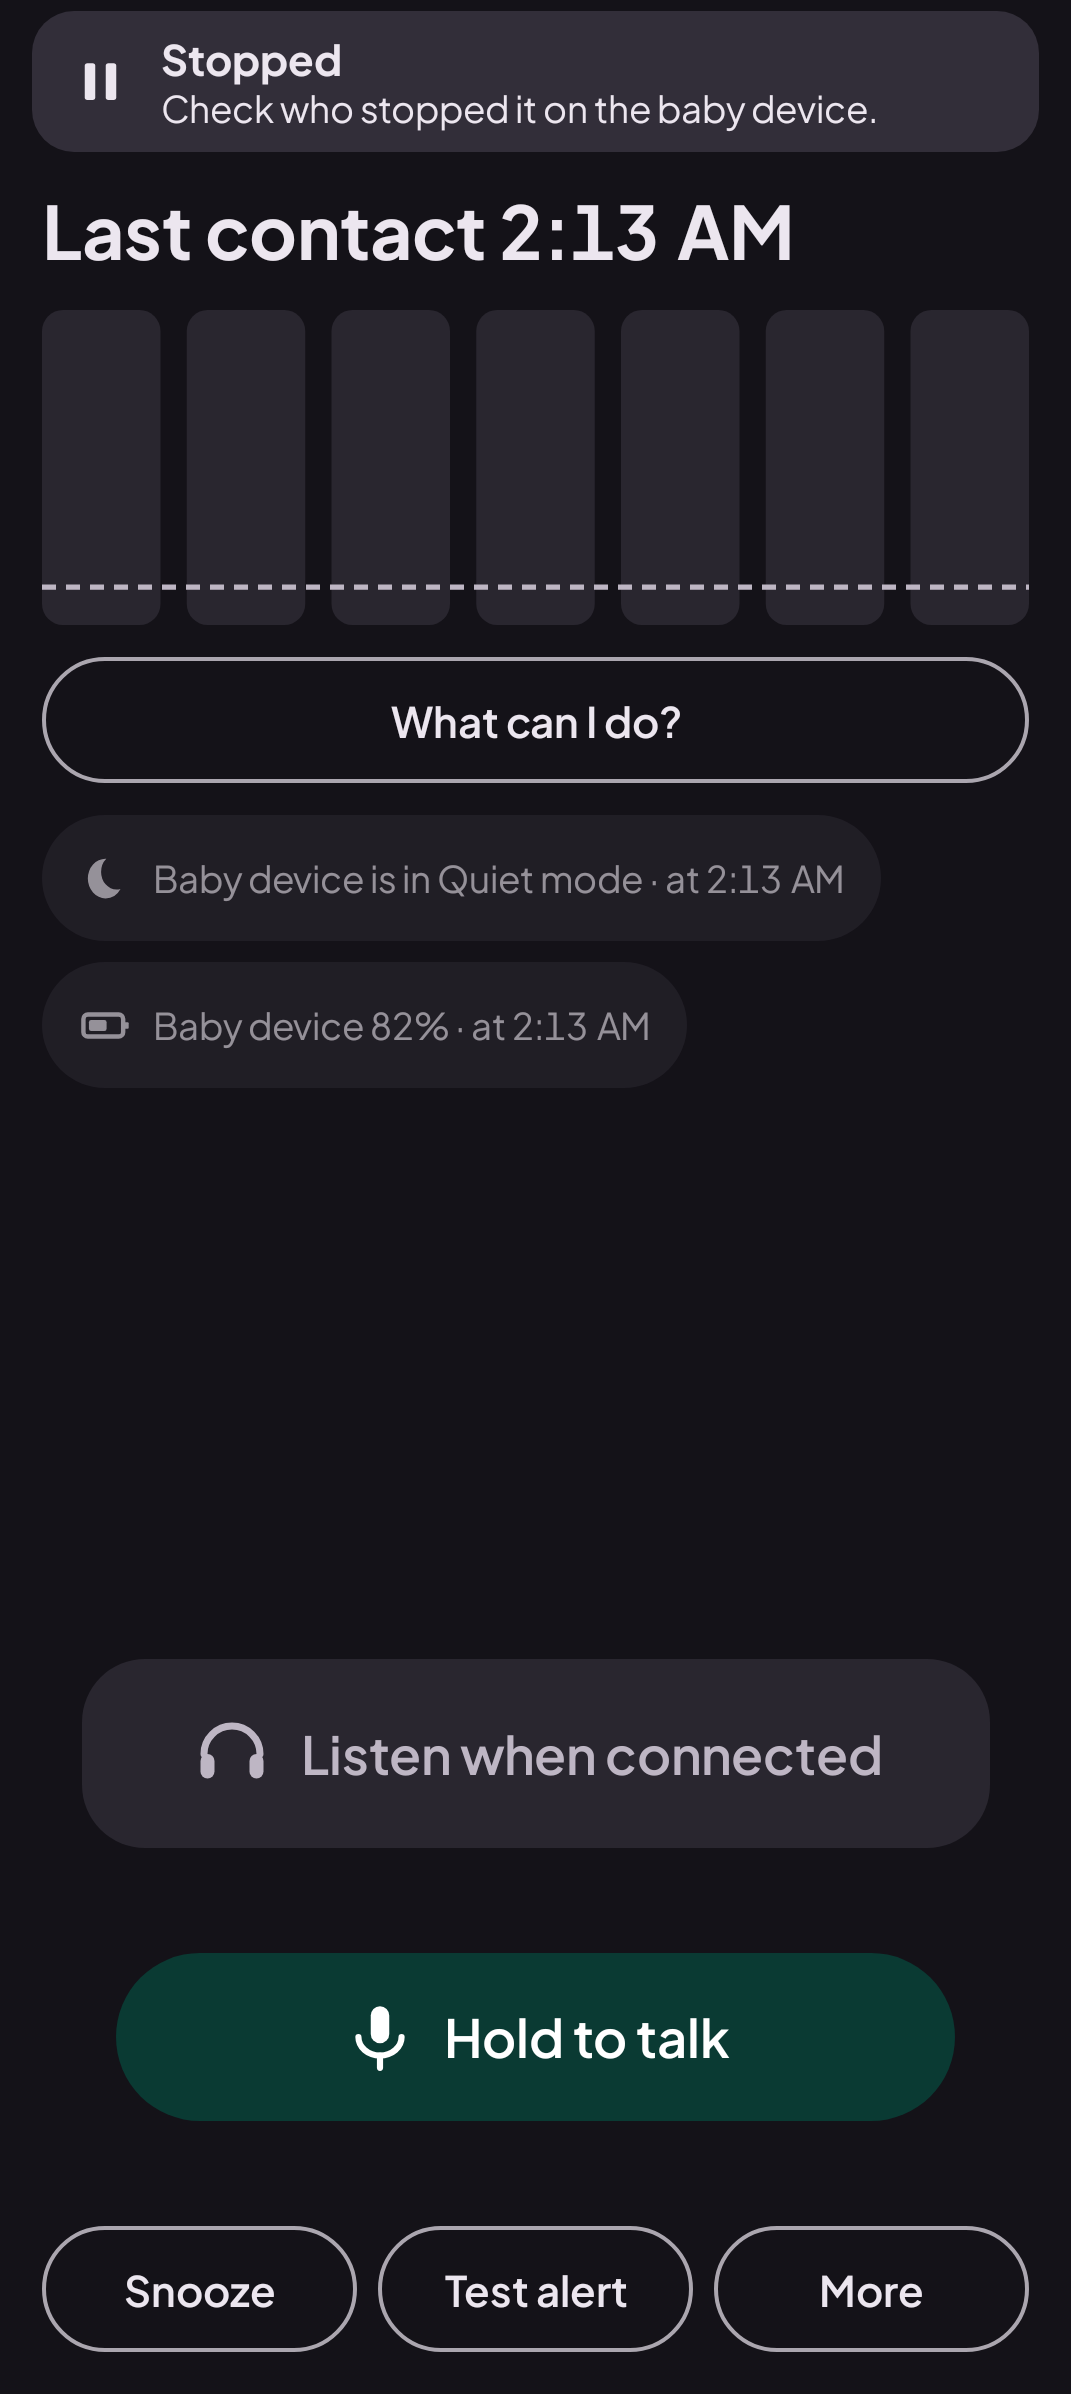 Stopped
Check who stopped it on the baby device.
Last contact 2:13 AM
What can I do?
Baby device is in Quiet mode · at 2:13 AM
Baby device 82% · at 2:13 AM
Listen when connected
Hold to talk
Snooze
Test alert
More